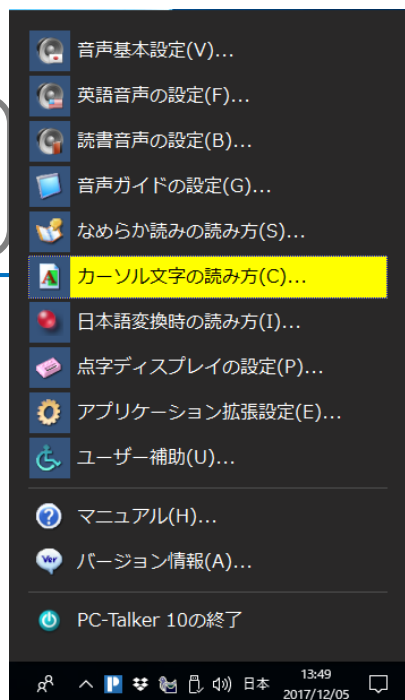 音声基本設定(V)...
英語音声の設定(F)...
読書音声の設定(B)...
音声ガイドの設定(G)...
なめらか読みの読み方(S)...
カーソル文字の読み方(C)...
日本語変換時の読み方(I)...
点字ディスプレイの設定(P)...
アプリケーション拡張設定(E)...
ユーザー補助(U)...
マニュアル(H)...
Ver バージョン情報(A)...
PC-Talker 10の終了
日本
13:49
2017/12/05